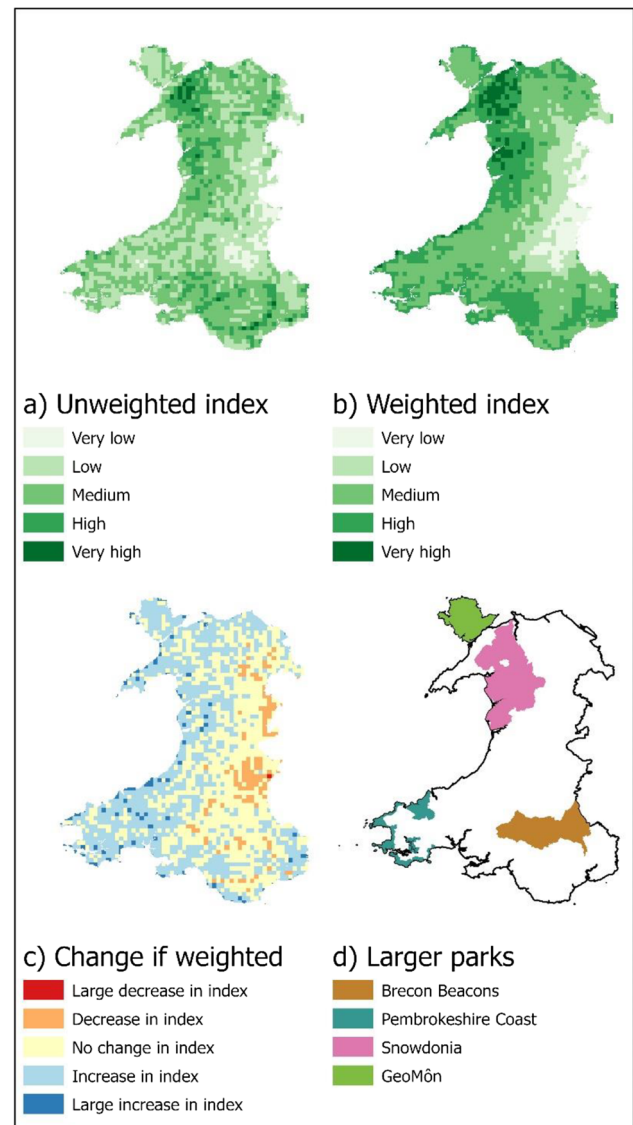 a) Unweighted index
Very low
Low
Medium
High
Very high
b) Weighted index
Very low
Low
Medium
High
Very high
c) Change if weighted
Large decrease in index
Decrease in index
No change in index
Increase in index
Large increase in index
d) Larger parks
Brecon Beacons
Pembrokeshire Coast
Snowdonia
GeoMôn